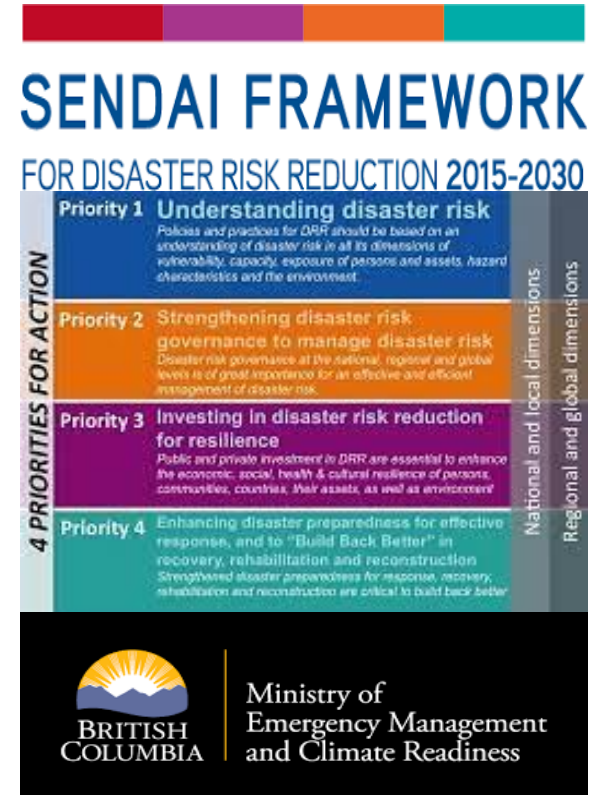 SENDAI FRAMEWORK
FOR DISASTER RISK REDUCTION 2015-2030
4 PRIORITIES FOR ACTION
Priority 1 Understanding disaster risk
Policies and practices for DRR should be based on an
understanding of disaster risk in all its dimensions of
vulnerability, capacity, exposure of persons and assets, hazard
characteristics and the environment.
Priority 2 Strengthening disaster risk
governance to manage disaster risk
Disaster risk governance at the national, regional and global
levels is of great importance for an effective and efficient
management of disaster risk.
Priority 3 Investing in disaster risk reduction
for resilience
Public and private investment in DRR are essential to enhance
the economic, social, health & cultural resilience of persons,
communities, countries, their assets, as well as environment
Priority 4 Enhancing disaster preparedness for effective
response, and to "Build Back Better" in
recovery, rehabilitation and reconstruction
Strengthened disaster preparedness for response, recovery,
rehabilitation and reconstruction are critical to build back better
National and local dimensions
Regional and global dimensions
BRITISH
COLUMBIA
Ministry of
Emergency Management
and Climate Readiness